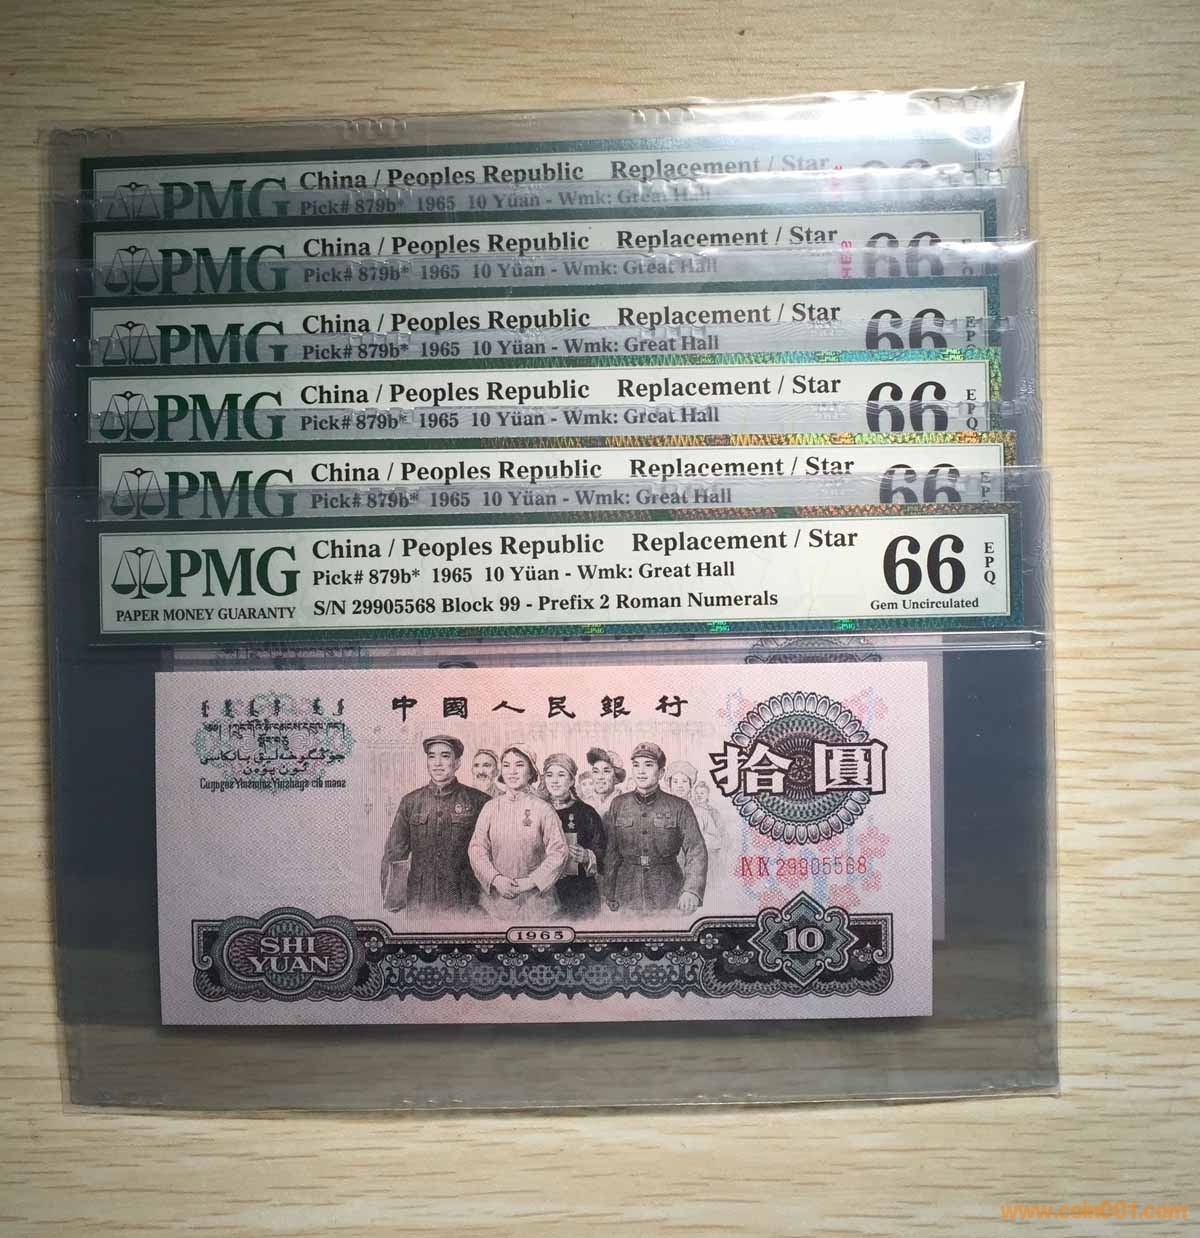 PMG China / Peoples Republic Replacement / Star 66
Pick# 879b* 1965 10 Yüan - Wmk: Great Hall
PMG China / Peoples Republic Replacement / Star 66
Pick# 879b* 1965 10 Yüan - Wmk: Great Hall
PMG China / Peoples Republic Replacement / Star 66
Pick# 879b* 1965 10 Yüan - Wmk: Great Hall
PMG China / Peoples Republic Replacement / Star 66 EPQ
Pick# 879b* 1965 10 Yüan - Wmk: Great Hall
PMG China / Peoples Republic Replacement / Star 66
Pick# 879b* 1965 10 Yüan - Wmk: Great Hall
PMG China / Peoples Republic Replacement / Star 66 EPQ
Pick# 879b* 1965 10 Yüan - Wmk: Great Hall
PAPER MONEY GUARANTY S/N 29905568 Block 99 - Prefix 2 Roman Numerals Gem Uncirculated
中國人民銀行
拾圓
IX IX 29905568
1965
SHI YUAN
10
www.coin001.com